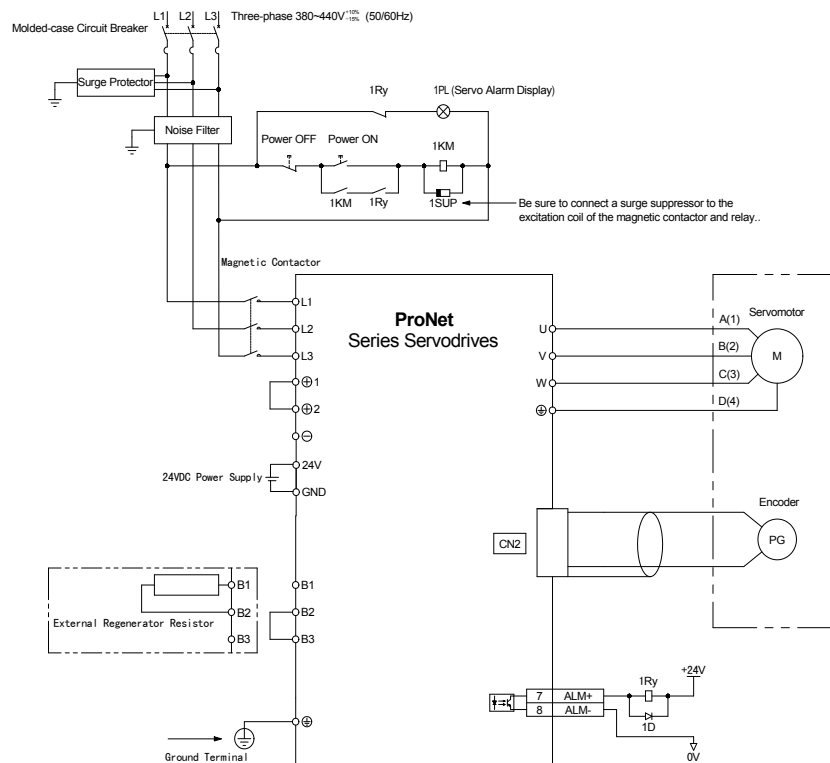 L1 L2 L3 Three-phase 380~440V +10% -15% (50/60Hz)
Molded-case Circuit Breaker
Surge Protector
Noise Filter
1Ry
1PL (Servo Alarm Display)
Power OFF
Power ON
1KM
1KM
1Ry
1SUP
Be sure to connect a surge suppressor to the
excitation coil of the magnetic contactor and relay..
Magnetic Contactor
L1
L2
L3
⊕1
⊕2
⊖
24V
24VDC Power Supply
GND
ProNet
Series Servodrives
U
V
W
A(1)
B(2)
C(3)
D(4)
Servomotor
M
Encoder
PG
CN2
B1
B2
B3
External Regenerator Resistor
B1
B2
B3
7 ALM+
8 ALM-
1Ry
+24V
1D
0V
Ground Terminal